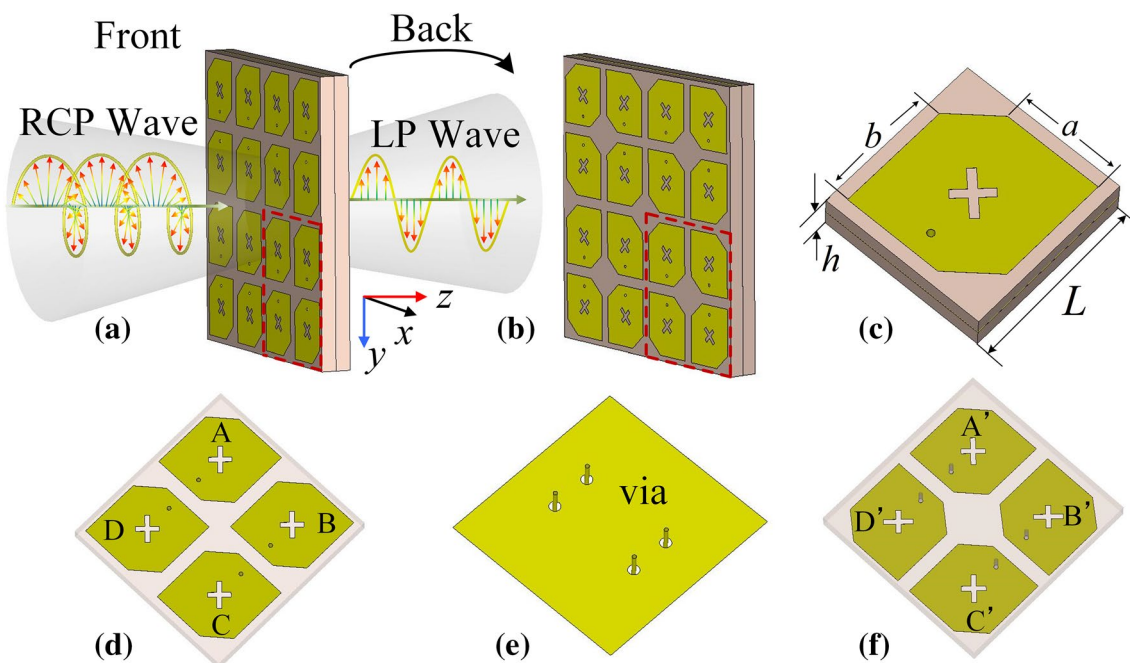 Front
Back
RCP Wave
LP Wave
z
x
y
(a)
(b)
b
a
h
L
(c)
A
B
C
D
(d)
via
(e)
A’
B’
C’
D’
(f)